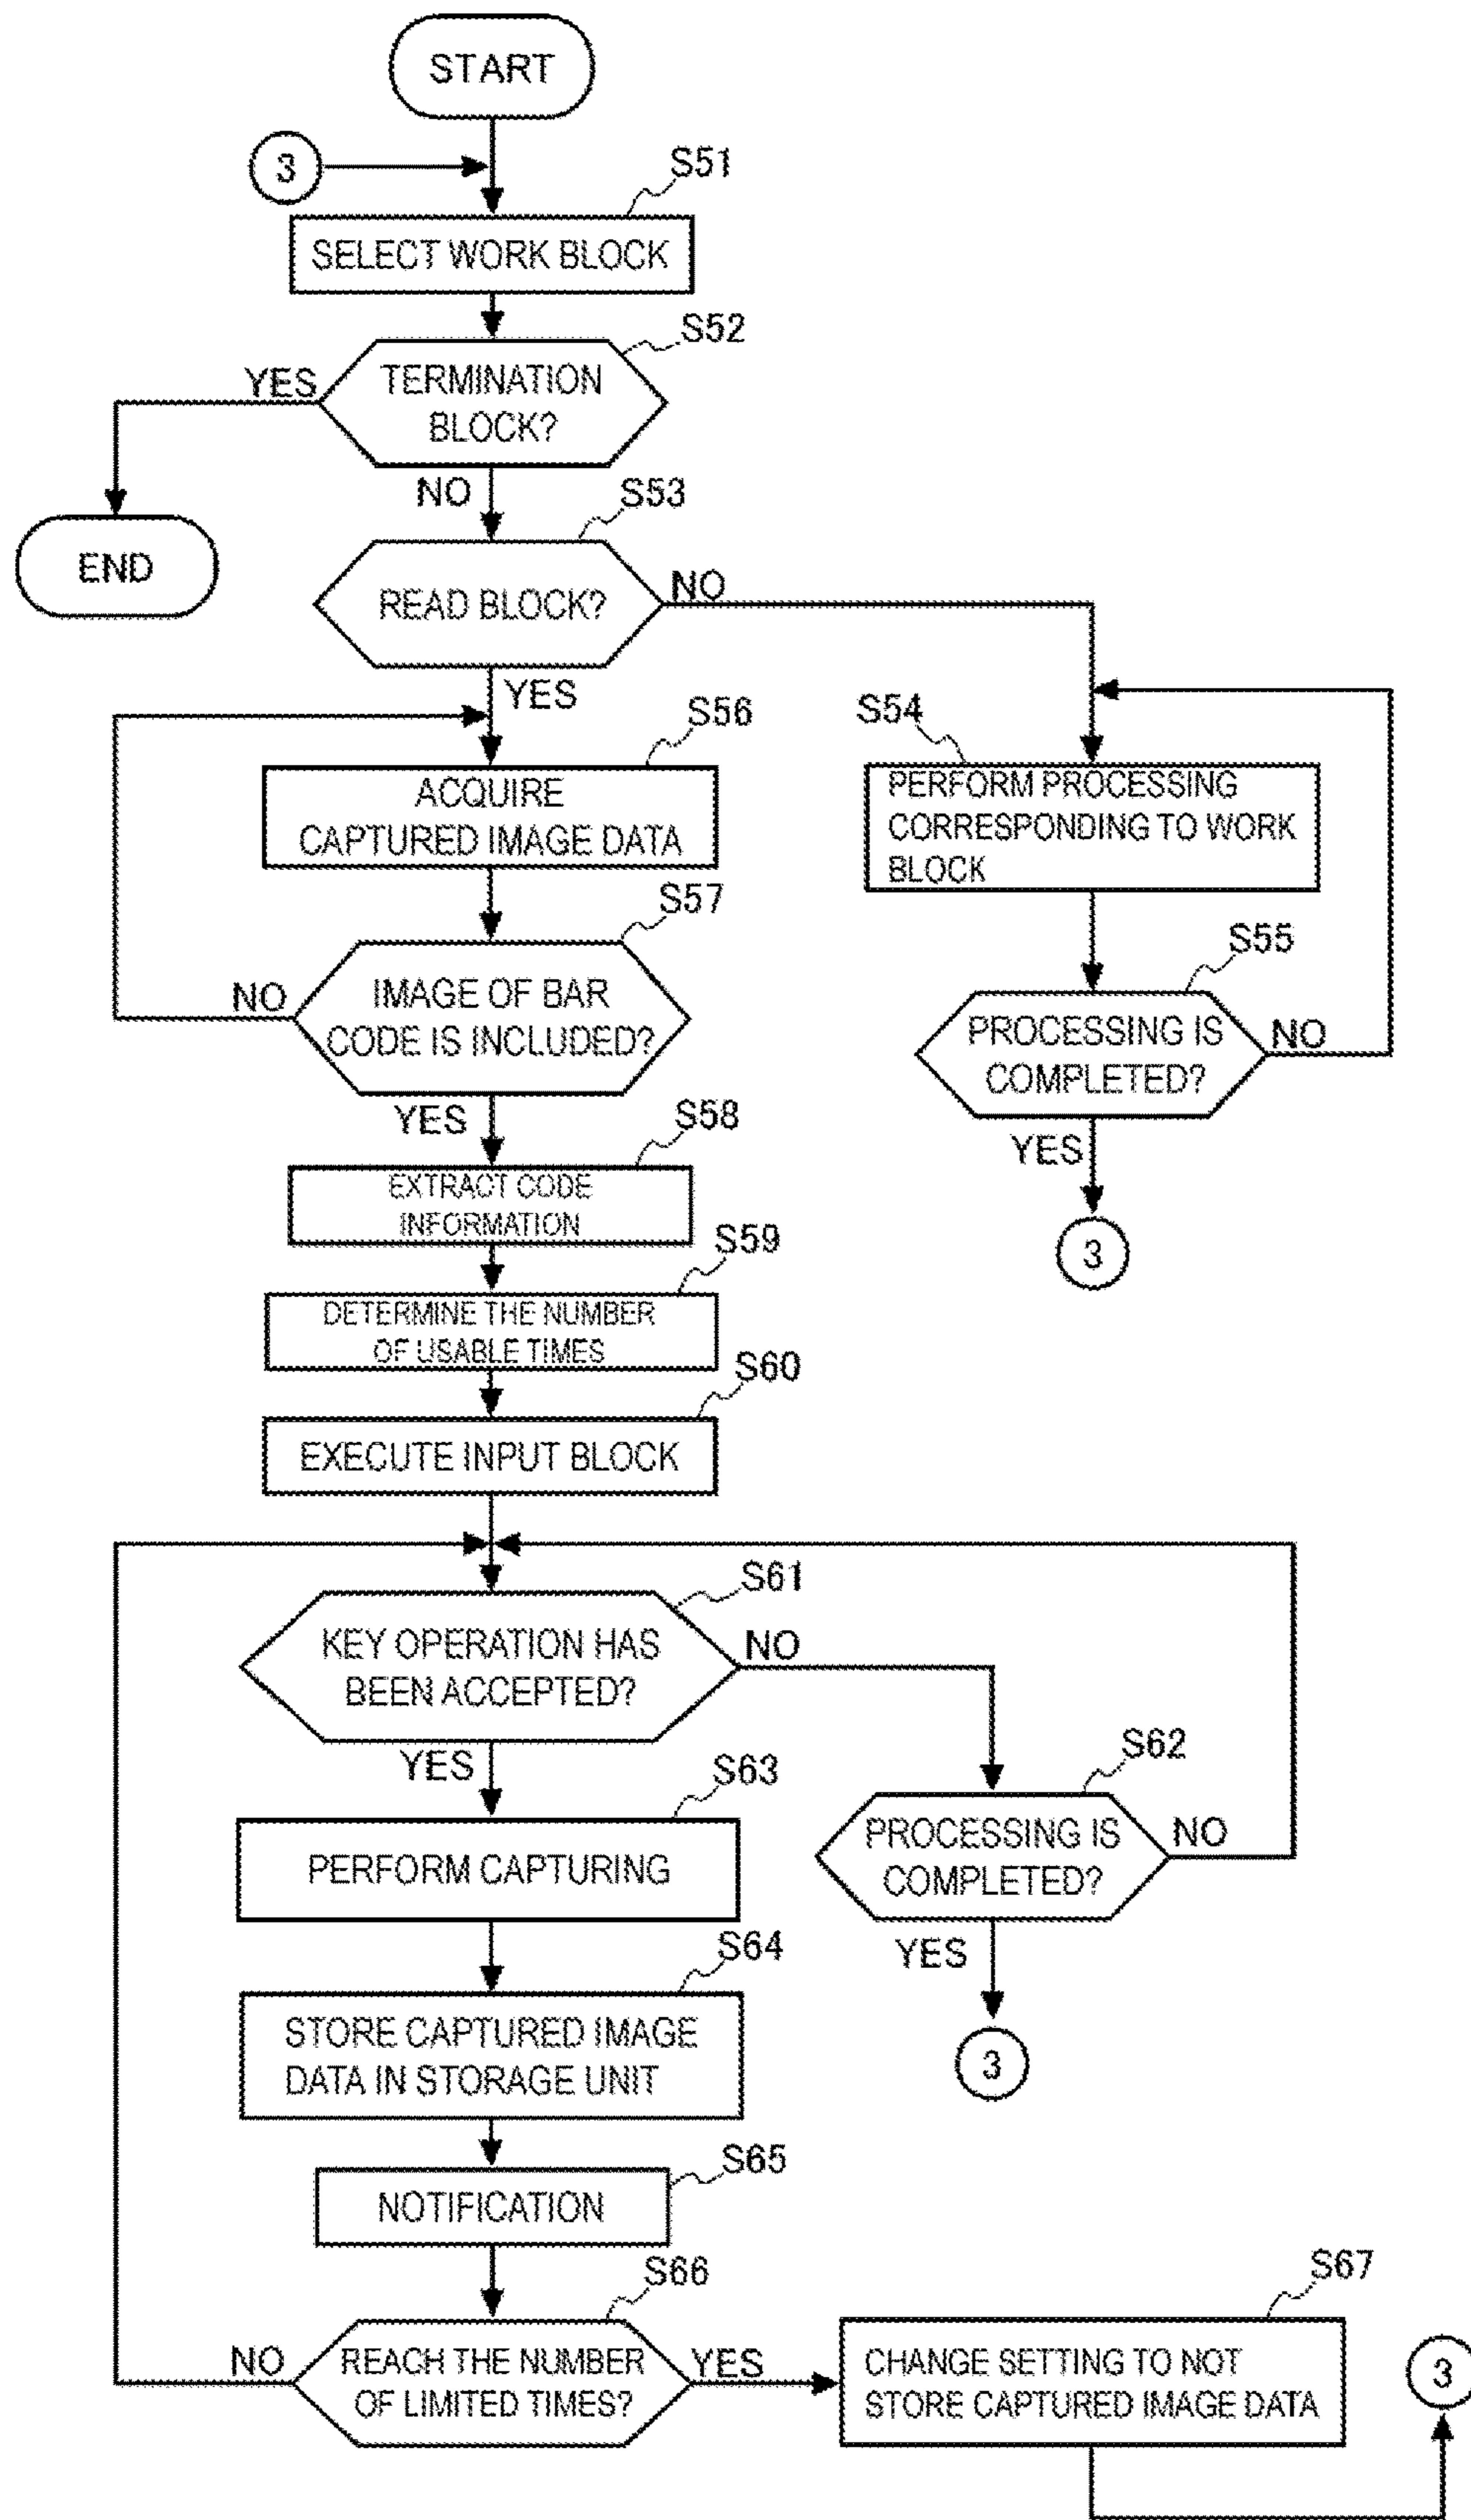 START
3
S51
SELECT WORK BLOCK
S52
YES
TERMINATION
BLOCK?
NO
END
S53
READ BLOCK?
NO
YES
S56
ACQUIRE
CAPTURED IMAGE DATA
S54
PERFORM PROCESSING
CORRESPONDING TO WORK
BLOCK
S57
NO
IMAGE OF BAR
CODE IS INCLUDED?
YES
S55
PROCESSING IS
COMPLETED?
NO
YES
3
S58
EXTRACT CODE
INFORMATION
S59
DETERMINE THE NUMBER
OF USABLE TIMES
S60
EXECUTE INPUT BLOCK
S61
KEY OPERATION HAS
BEEN ACCEPTED?
NO
YES
S62
PROCESSING IS
COMPLETED?
NO
YES
3
S63
PERFORM CAPTURING
S64
STORE CAPTURED IMAGE
DATA IN STORAGE UNIT
S65
NOTIFICATION
S66
NO
REACH THE NUMBER
OF LIMITED TIMES?
YES
S67
CHANGE SETTING TO NOT
STORE CAPTURED IMAGE DATA
3